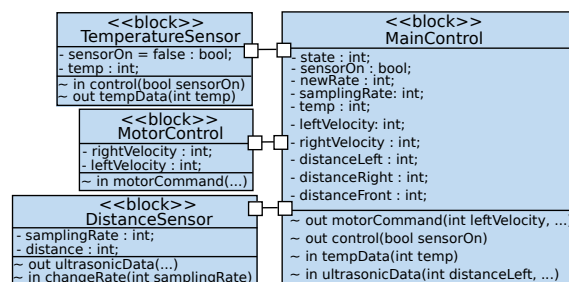 <<block>>
TemperatureSensor
- sensorOn = false : bool;
- temp : int;
~ in control(bool sensorOn)
~ out tempData(int temp)
<<block>>
MotorControl
- rightVelocity : int;
- leftVelocity : int;
~ in motorCommand(...)
<<block>>
DistanceSensor
- samplingRate : int;
- distance : int;
~ out ultrasonicData(...)
~ in changeRate(int samplingRate)
<<block>>
MainControl
- state : int;
- sensorOn : bool;
- newRate : int;
- samplingRate: int;
- temp : int;
- leftVelocity: int;
- rightVelocity : int;
- distanceLeft : int;
- distanceRight : int;
- distanceFront : int;
~ out motorCommand(int leftVelocity, ...)
~ out control(bool sensorOn)
~ in tempData(int temp)
~ in ultrasonicData(int distanceLeft, ...)